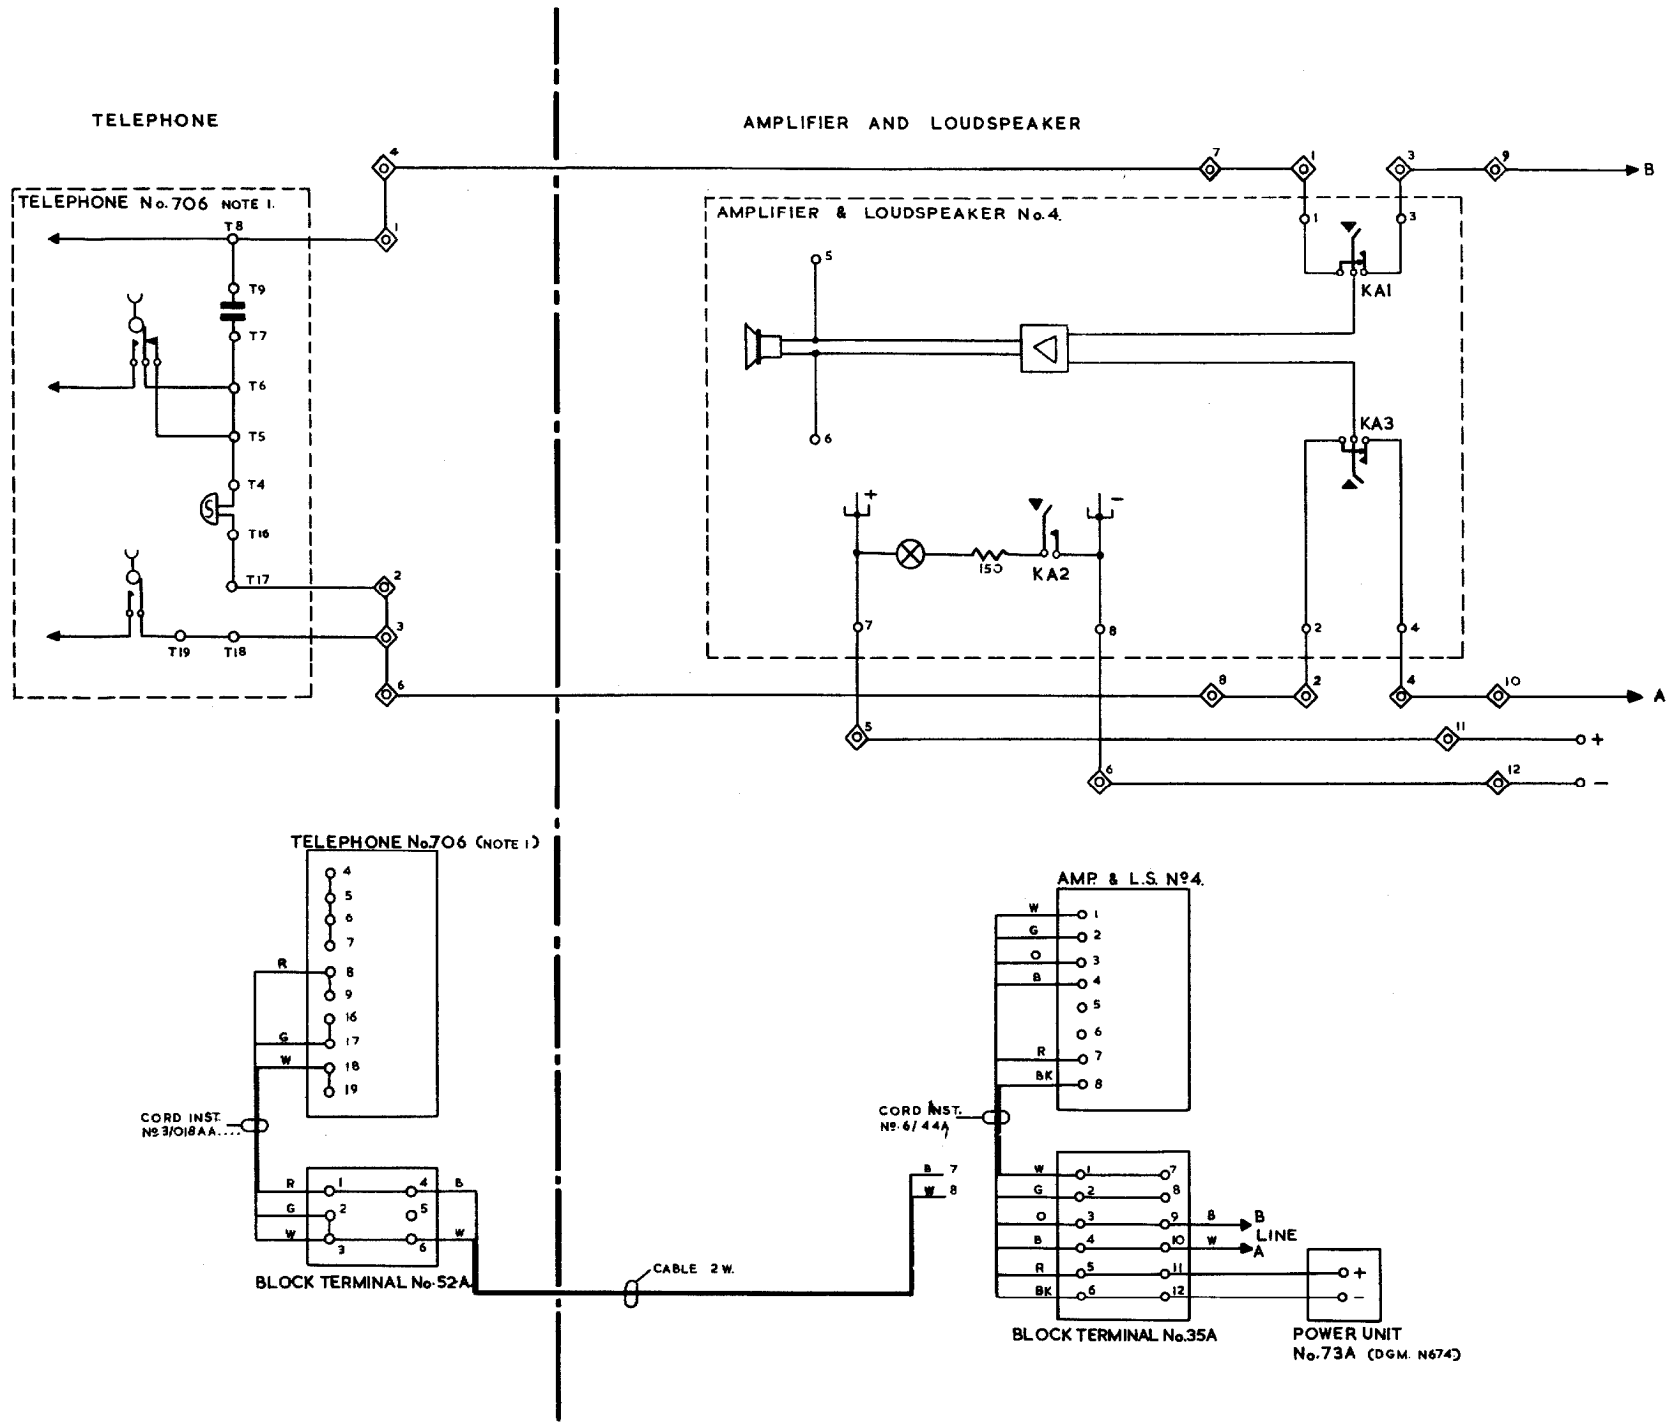 TELEPHONE
AMPLIFIER AND LOUDSPEAKER
4
7
1
3
9
B
TELEPHONE No.706 NOTE 1.
AMPLIFIER & LOUDSPEAKER No.4.
T8
1
1
3
5
T9
KA1
T7
T6
KA3
T5
6
T4
+
-
T16
150
KA2
T17
2
3
T19
T18
7
8
2
4
6
8
2
4
10
A
5
11
+
6
12
-
TELEPHONE No.706 (NOTE 1)
4
5
6
7
R
8
9
16
G
17
W
18
19
CORD INST.
No 3/018AA....
R
1
4
B
G
2
5
W
3
6
W
BLOCK TERMINAL No.52A.
CABLE 2W.
AMP. & L.S. No4.
W
1
G
2
O
3
B
4
5
6
R
7
BK
8
CORD INST.
No.6/44A
B
7
W
8
W
1
7
G
2
8
O
3
9
B
B
LINE
B
4
10
W
A
R
5
11
+
BK
6
12
-
BLOCK TERMINAL No.35A
POWER UNIT
No.73A (DGM. N674.)